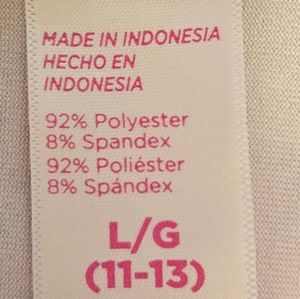 MADE IN INDONESIA
HECHO EN
INDONESIA
92% Polyester
8% Spandex
92% Poliéster
8% Spándex
L/G
(11-13)